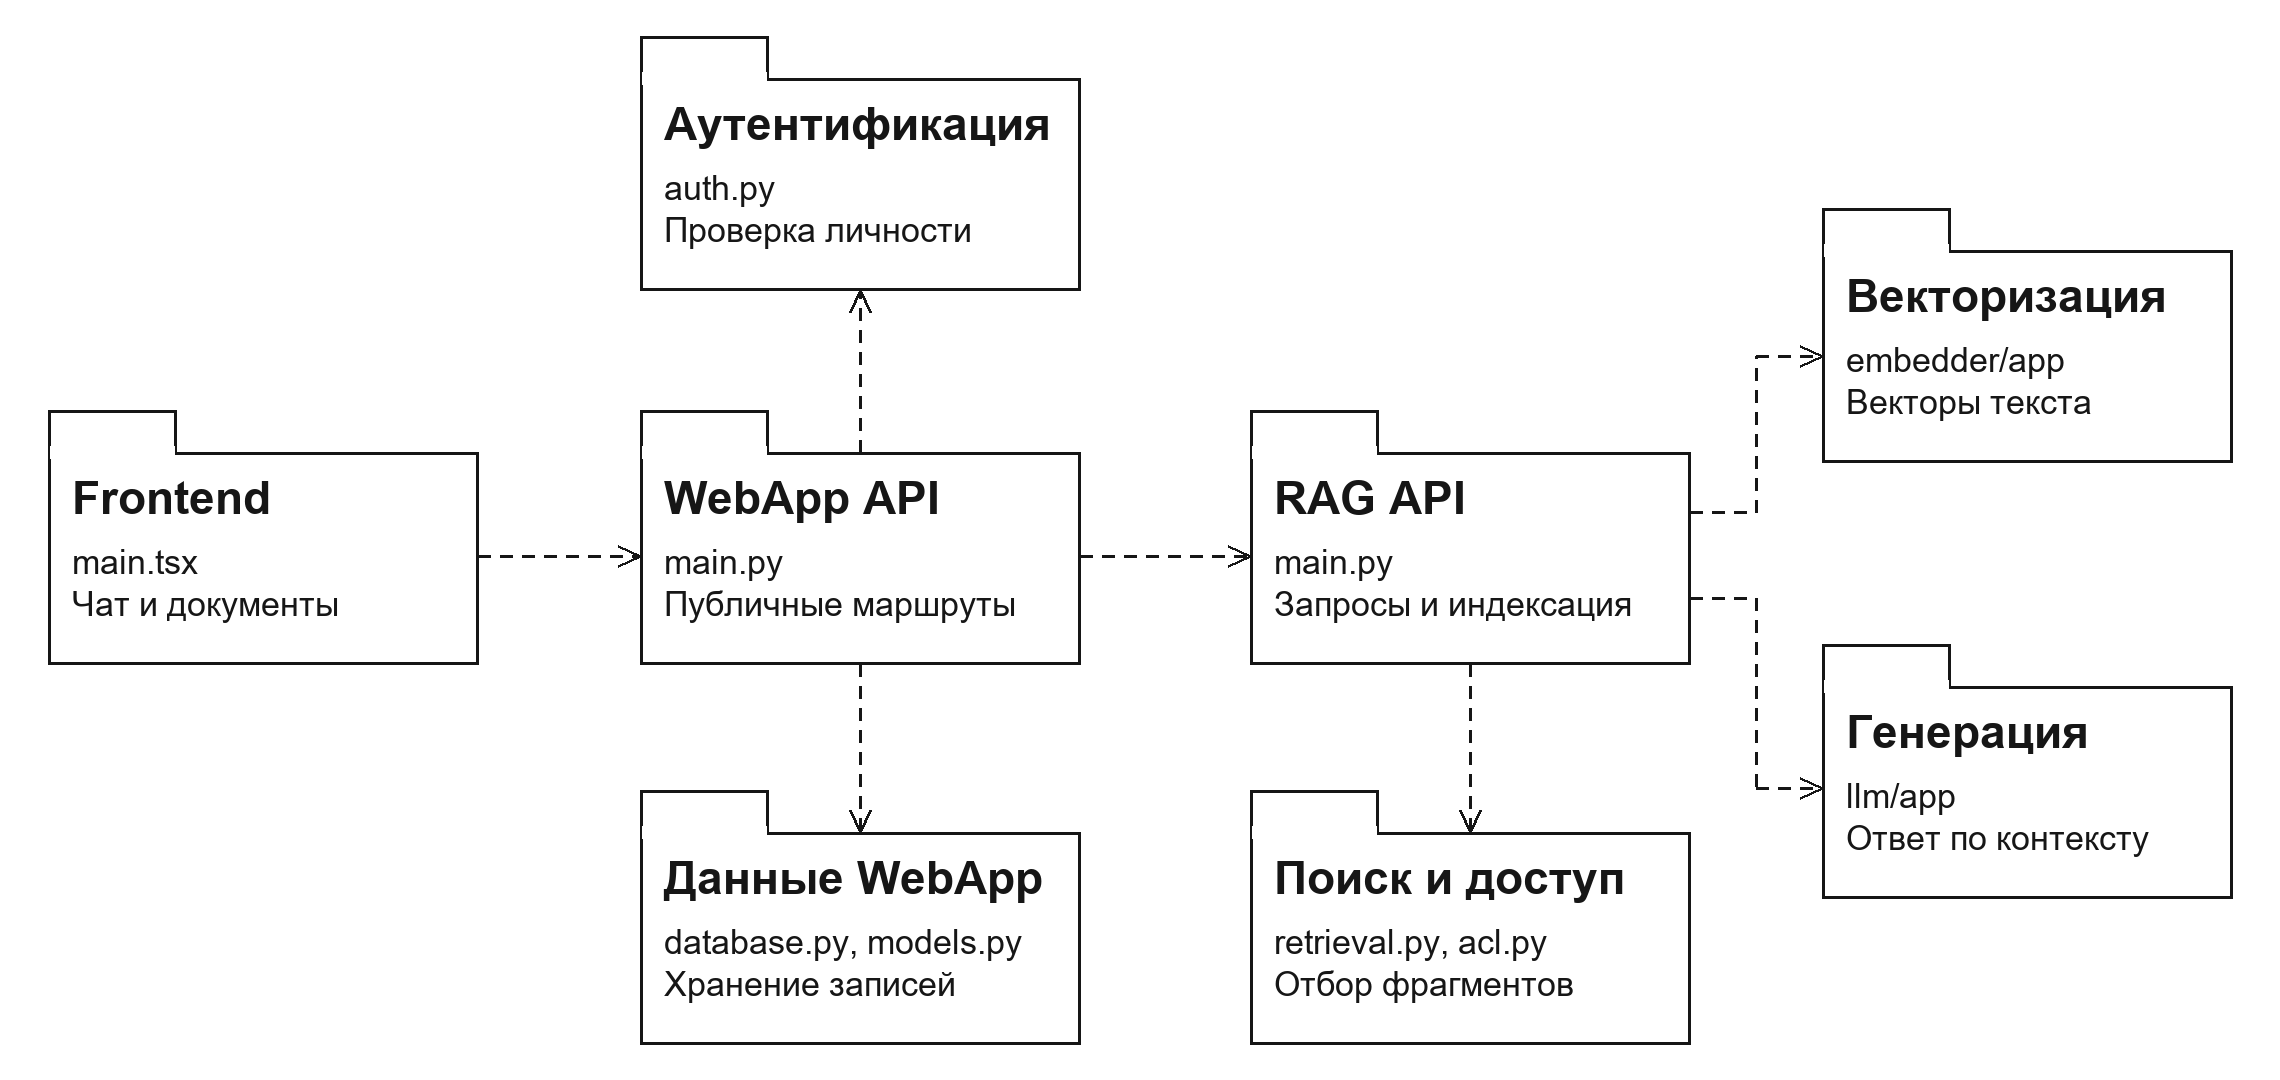 Аутентификация
auth.py
Проверка личности
Векторизация
embedder/app
Векторы текста
Frontend
main.tsx
Чат и документы
WebApp API
main.py
Публичные маршруты
RAG API
main.py
Запросы и индексация
Генерация
llm/app
Ответ по контексту
Данные WebApp
database.py, models.py
Хранение записей
Поиск и доступ
retrieval.py, acl.py
Отбор фрагментов